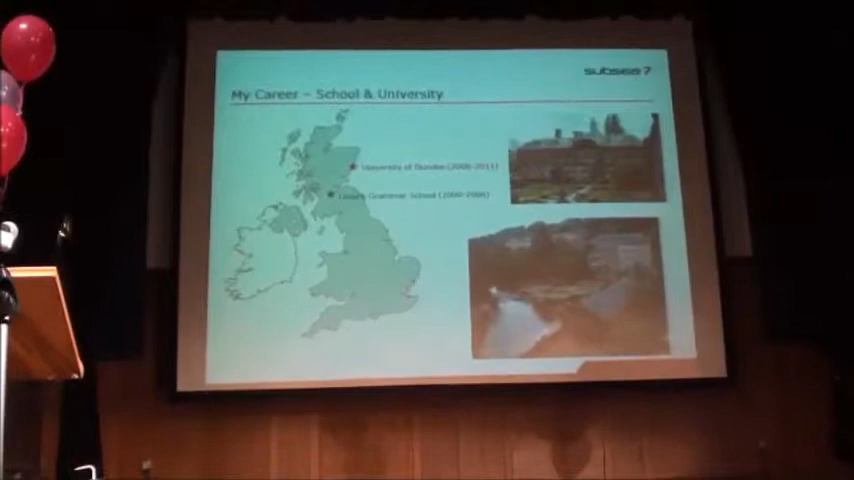 subsea 7
My Career – School & University
University of Dundee (2006-2011)
Grammar School (2000-2006)